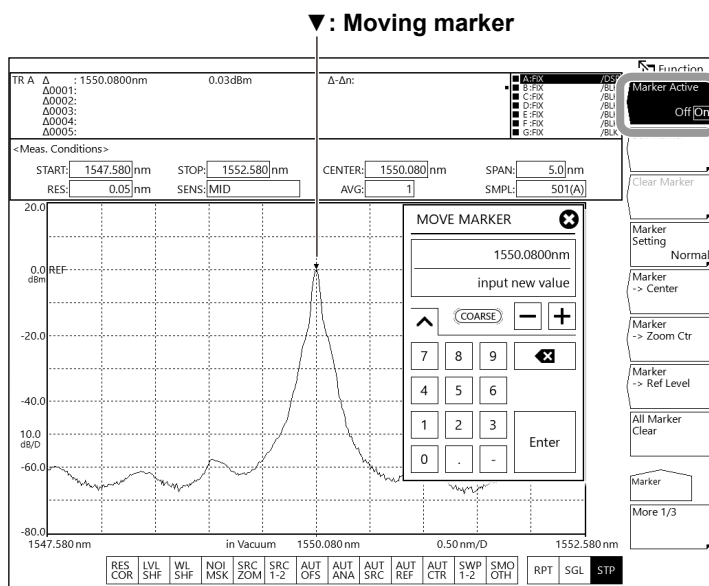 ▼: Moving marker
Function
TR A Δ : 1550.0800nm 0.03dBm Δ-Δn:
Δ0001:
Δ0002:
Δ0003:
Δ0004:
Δ0005:
A:FIX /DSP
B:FIX /BLK
C:FIX /BLK
D:FIX /BLK
E:FIX /BLK
F:FIX /BLK
G:FIX /BLK
Marker Active
Off On
<Meas. Conditions>
START: 1547.580 nm STOP: 1552.580 nm CENTER: 1550.080 nm SPAN: 5.0 nm
RES: 0.05 nm SENS: MID AVG: 1 SMPL: 501(A)
Clear Marker
Marker
Setting
Normal
Marker
-> Center
Marker
-> Zoom Ctr
Marker
-> Ref Level
All Marker
Clear
Marker
More 1/3
MOVE MARKER
1550.0800nm
input new value
COARSE
7 8 9
4 5 6
1 2 3
Enter
0 . -
20.0
0.0 REF
dBm
-20.0
-40.0
10.0
dB/D
-60.0
-80.0
1547.580 nm in Vacuum 1550.080 nm 0.50 nm/D 1552.580 nm
RES COR
LVL SHF
WL SHF
NOI MSK
SRC ZOM
SRC 1-2
AUT OFS
AUT ANA
AUT SRC
AUT REF
AUT CTR
SWP 1-2
SMO OTH
RPT
SGL
STP